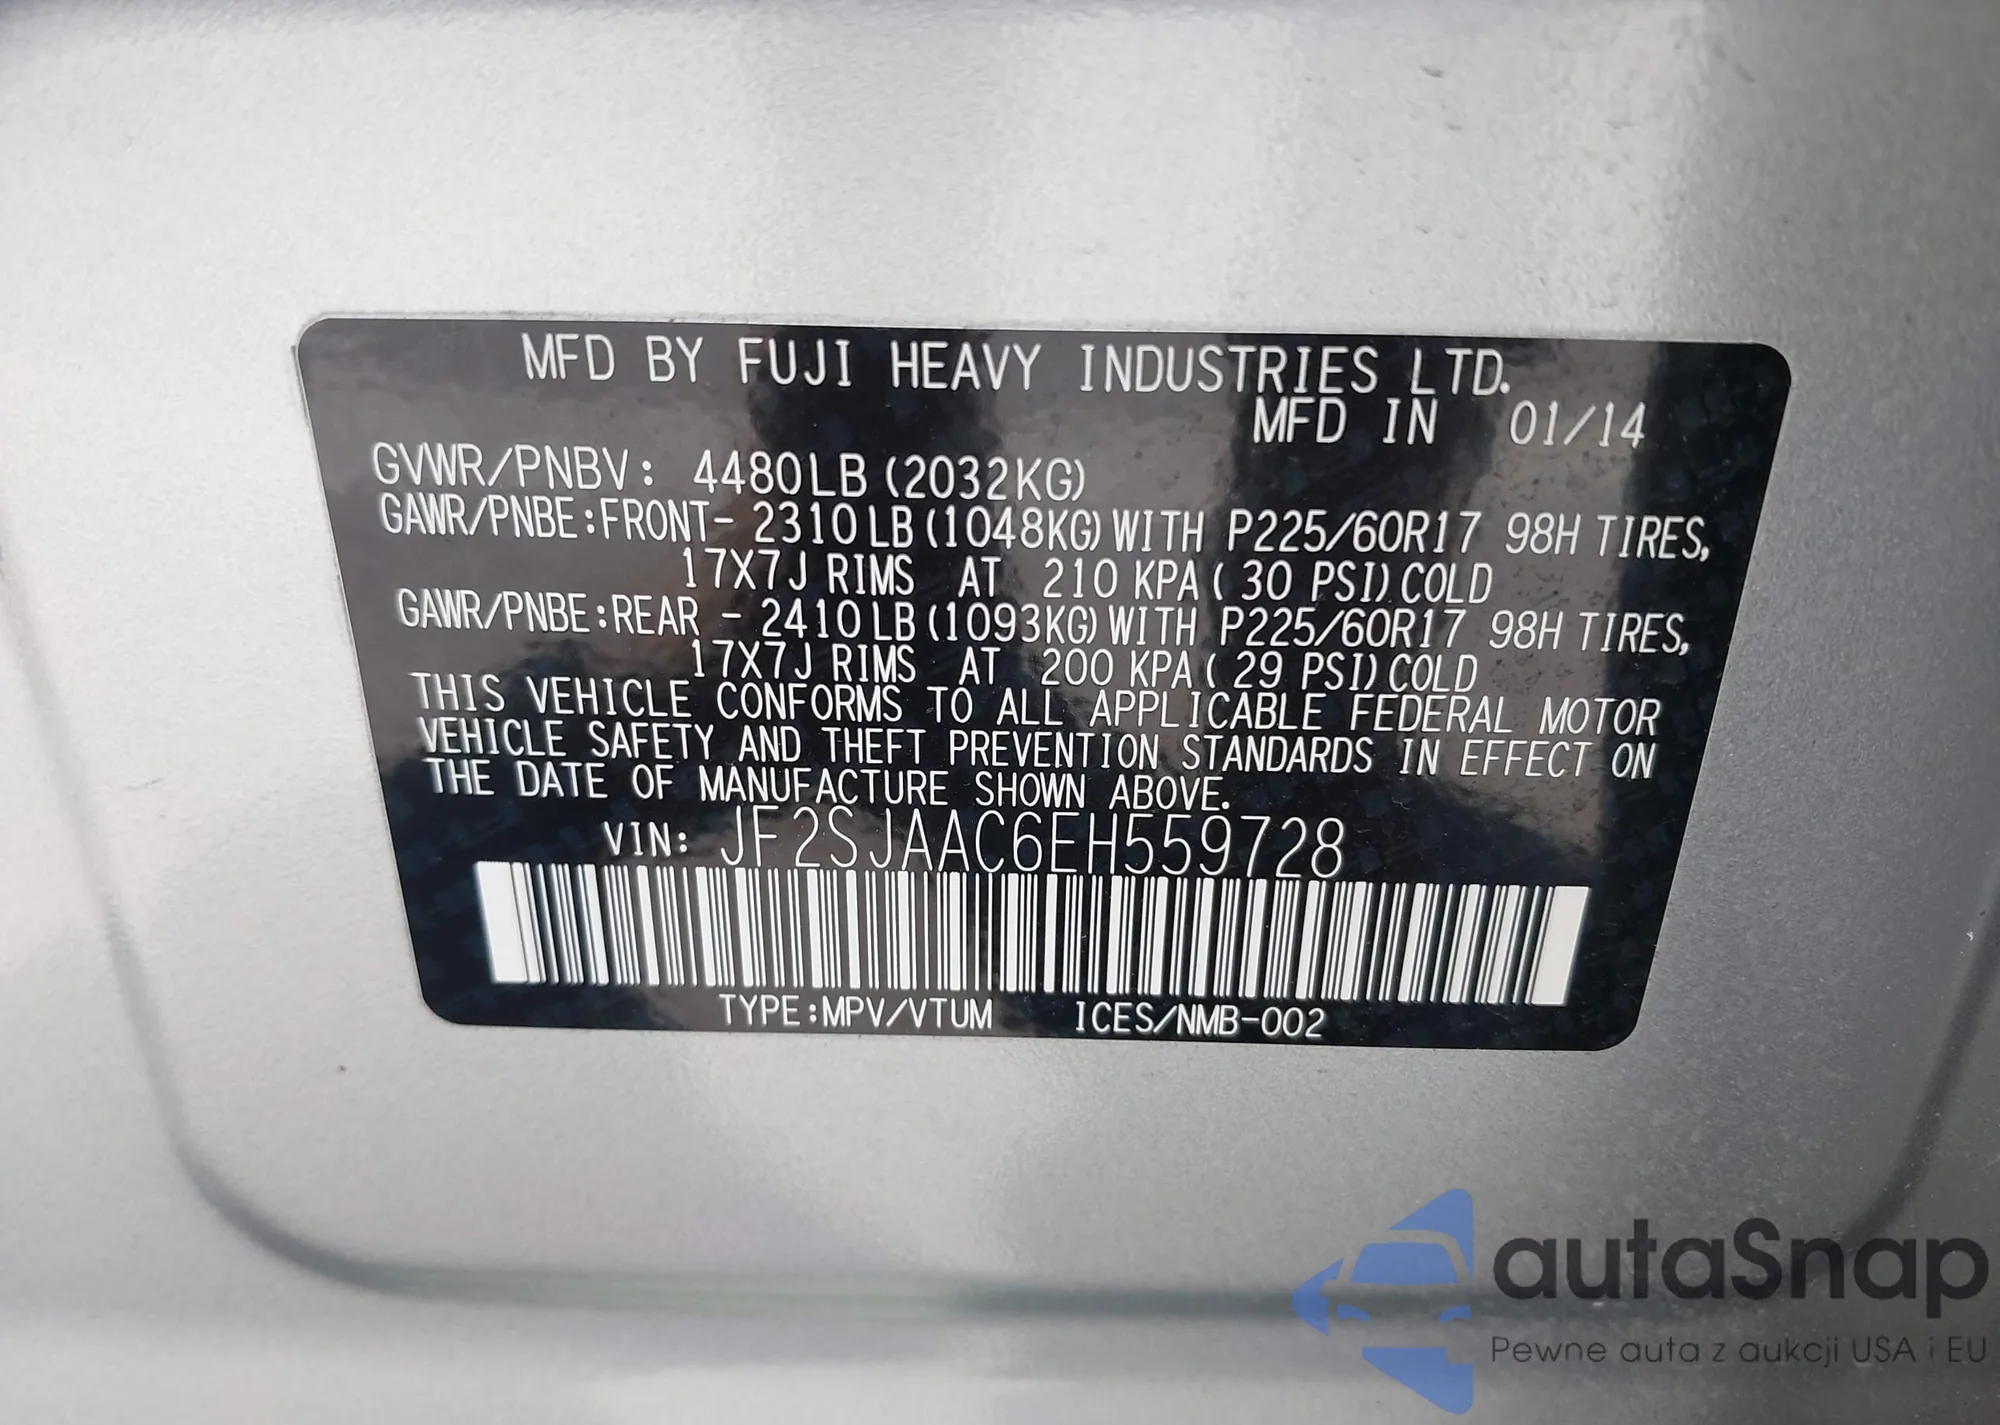 MFD BY FUJI HEAVY INDUSTRIES LTD.
MFD IN 01/14
GVWR/PNBV: 4480LB (2032KG)
GAWR/PNBE:FRONT- 2310LB(1048KG)WITH P225/60R17 98H TIRES,
17X7J RIMS AT 210 KPA( 30 PSI)COLD
GAWR/PNBE:REAR - 2410LB(1093KG)WITH P225/60R17 98H TIRES,
17X7J RIMS AT 200 KPA( 29 PSI)COLD
THIS VEHICLE CONFORMS TO ALL APPLICABLE FEDERAL MOTOR
VEHICLE SAFETY AND THEFT PREVENTION STANDARDS IN EFFECT ON
THE DATE OF MANUFACTURE SHOWN ABOVE.
VIN: JF2SJAAC6EH559728
TYPE:MPV/VTUM ICES/NMB-002
autaSnap
Pewne auta z aukcji USA i EU